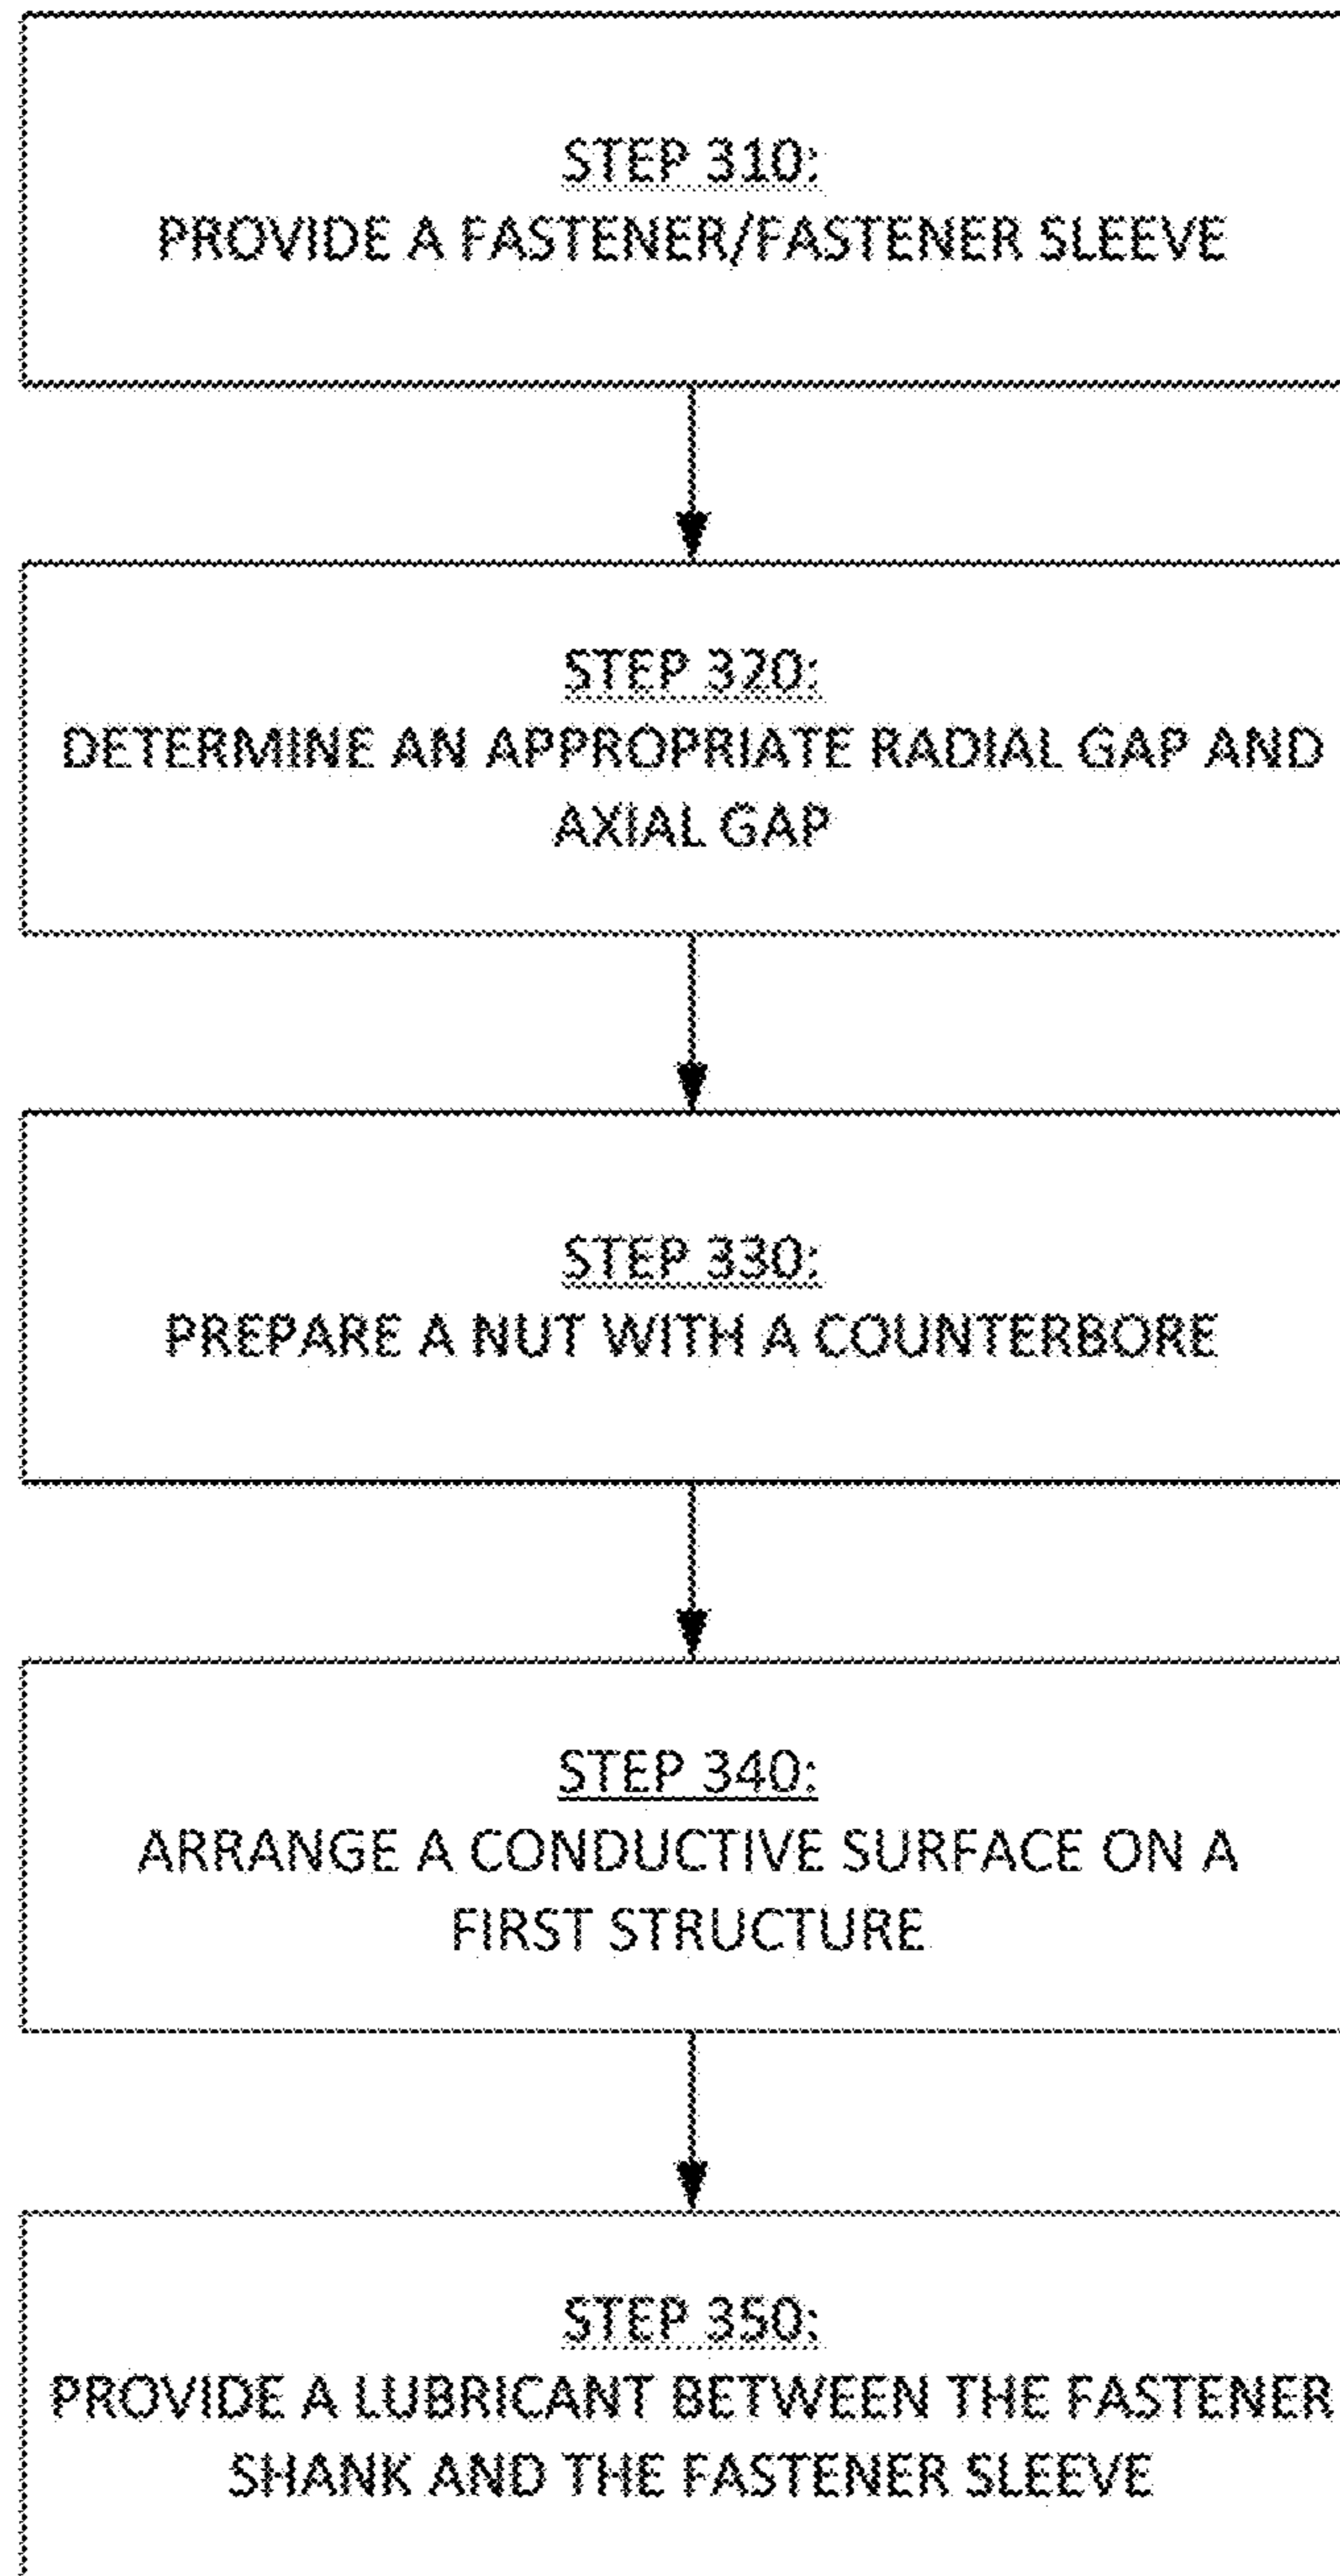 STEP 310:
PROVIDE A FASTENER/FASTENER SLEEVE
STEP 320:
DETERMINE AN APPROPRIATE RADIAL GAP AND
AXIAL GAP
STEP 330:
PREPARE A NUT WITH A COUNTERBORE
STEP 340:
ARRANGE A CONDUCTIVE SURFACE ON A
FIRST STRUCTURE
STEP 350:
PROVIDE A LUBRICANT BETWEEN THE FASTENER
SHANK AND THE FASTENER SLEEVE